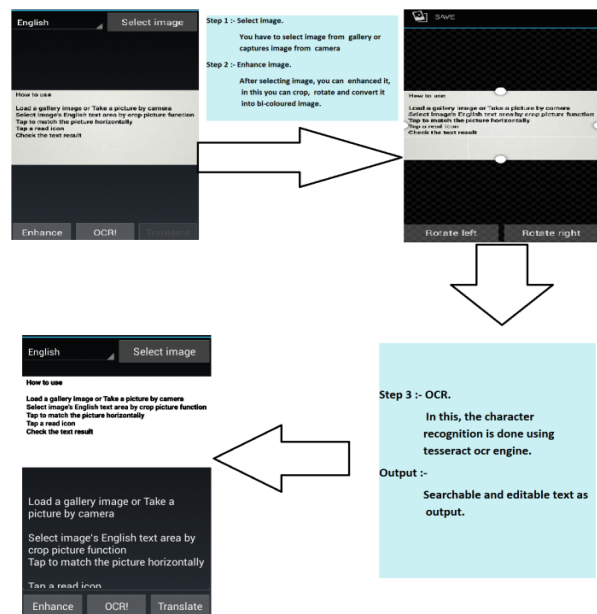 English
Select image
How to use
Load a gallery image or Take a picture by camera
Select image's English text area by crop picture function
Tap to match the picture horizontally
Tap a read icon
Check the text result
Enhance
OCR!
Translate
Step 1 :- Select image.
You have to select image from gallery or
captures image from camera
Step 2 :- Enhance image.
After selecting image, you can enhanced it,
in this you can crop, rotate and convert it
into bi-coloured image.
SAVE
How to use
Load a gallery image or Take a picture by camera
Select image's English text area by crop picture function
Tap to match the picture horizontally
Tap a read icon
Check the text result
Rotate left
Rotate right
Step 3 :- OCR.
In this, the character
recognition is done using
tesseract ocr engine.
Output :-
Searchable and editable text as
output.
English
Select image
How to use
Load a gallery image or Take a picture by camera
Select image's English text area by crop picture function
Tap to match the picture horizontally
Tap a read icon
Check the text result
Load a gallery image or Take a
picture by camera
Select image's English text area by
crop picture function
Tap to match the picture horizontally
Tap a read icon
Enhance
OCR!
Translate